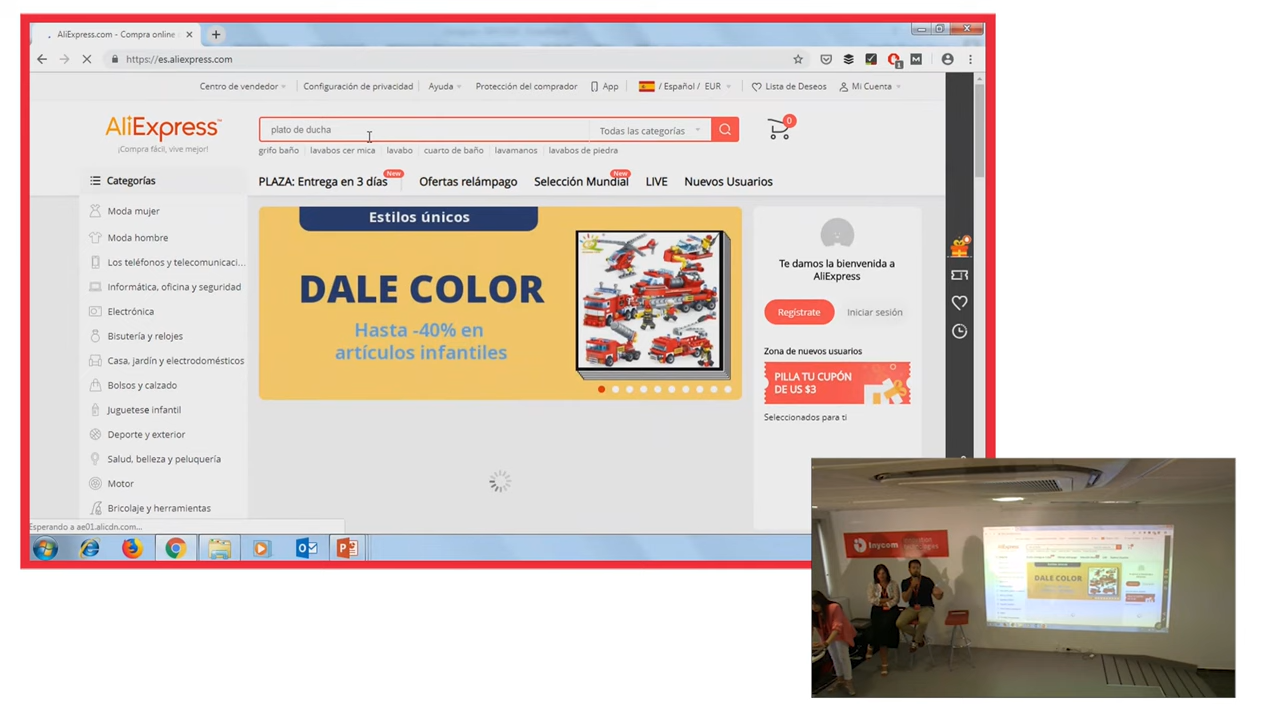 AliExpress.com - Compra online
https://es.aliexpress.com
1
Centro de vendedor
Configuración de privacidad
Ayuda
Protección del comprador
App
/ Español / EUR
Lista de Deseos
Mi Cuenta
AliExpress™
¡Compra fácil, vive mejor!
plato de ducha
Todas las categorías
0
grifo baño
lavabos cer mica
lavabo
cuarto de baño
lavamanos
lavabos de piedra
Categorías
PLAZA: Entrega en 3 días
New
Ofertas relámpago
Selección Mundial
New
LIVE
Nuevos Usuarios
Moda mujer
Moda hombre
Los teléfonos y telecomunicaci...
Informática, oficina y seguridad
Electrónica
Bisutería y relojes
Casa, jardín y electrodomésticos
Bolsos y calzado
Juguetese infantil
Deporte y exterior
Salud, belleza y peluquería
Motor
Bricolaje y herramientas
Estilos únicos
DALE COLOR
Hasta -40% en
artículos infantiles
Te damos la bienvenida a
AliExpress
Regístrate
Iniciar sesión
Zona de nuevos usuarios
PILLA TU CUPÓN
DE US $3
Seleccionados para ti
Esperando a ae01.alicdn.com...
Inycom
DALE COLOR